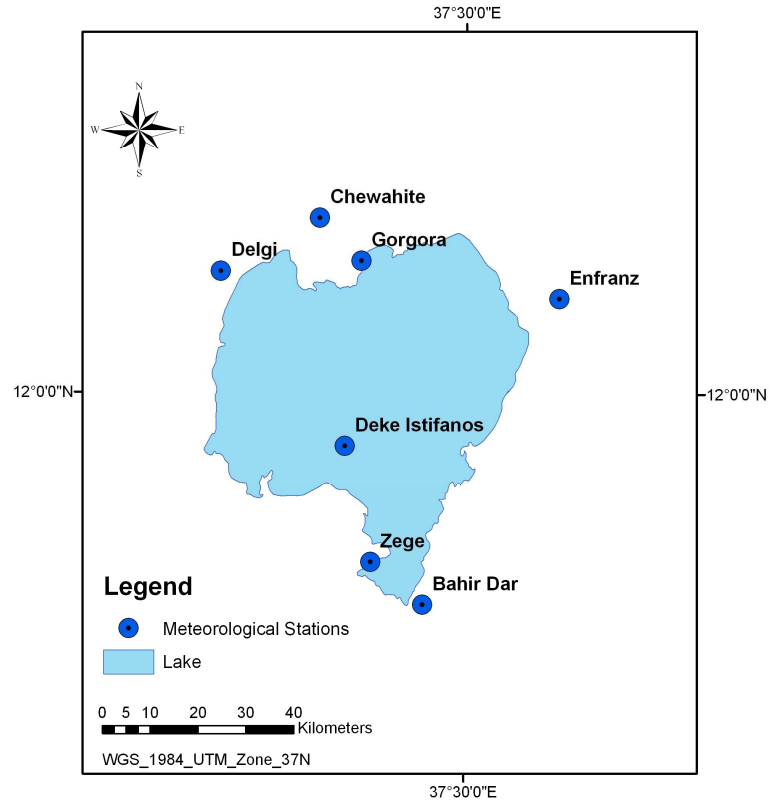 37°30'0"E
N
W E
S
Chewahite
Gorgora
Delgi
Enfranz
12°0'0"N
12°0'0"N
Deke Istifanos
Zege
Bahir Dar
Legend
Meteorological Stations
Lake
0 5 10 20 30 40
Kilometers
WGS_1984_UTM_Zone_37N
37°30'0"E